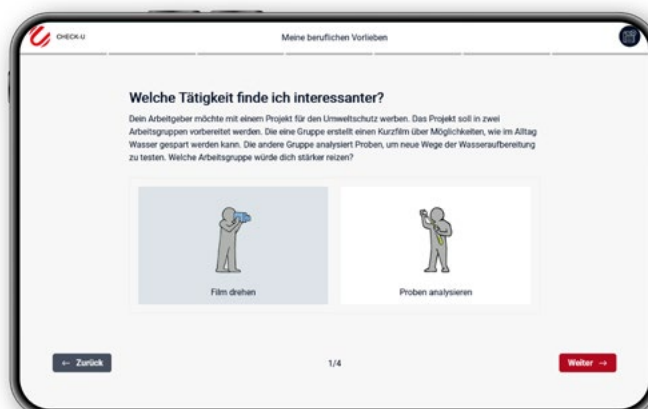 CHECK-U
Meine beruflichen Vorlieben
Welche Tätigkeit finde ich interessanter?
Dein Arbeitgeber möchte mit einem Projekt für den Umweltschutz werben. Das Projekt soll in zwei
Arbeitsgruppen vorbereitet werden. Die eine Gruppe erstellt einen Kurzfilm über Möglichkeiten, wie im Alltag
Wasser gespart werden kann. Die andere Gruppe analysiert Proben, um neue Wege der Wasseraufbereitung
zu testen. Welche Arbeitsgruppe würde dich stärker reizen?
Film drehen
Proben analysieren
← Zurück
1/4
Weiter →